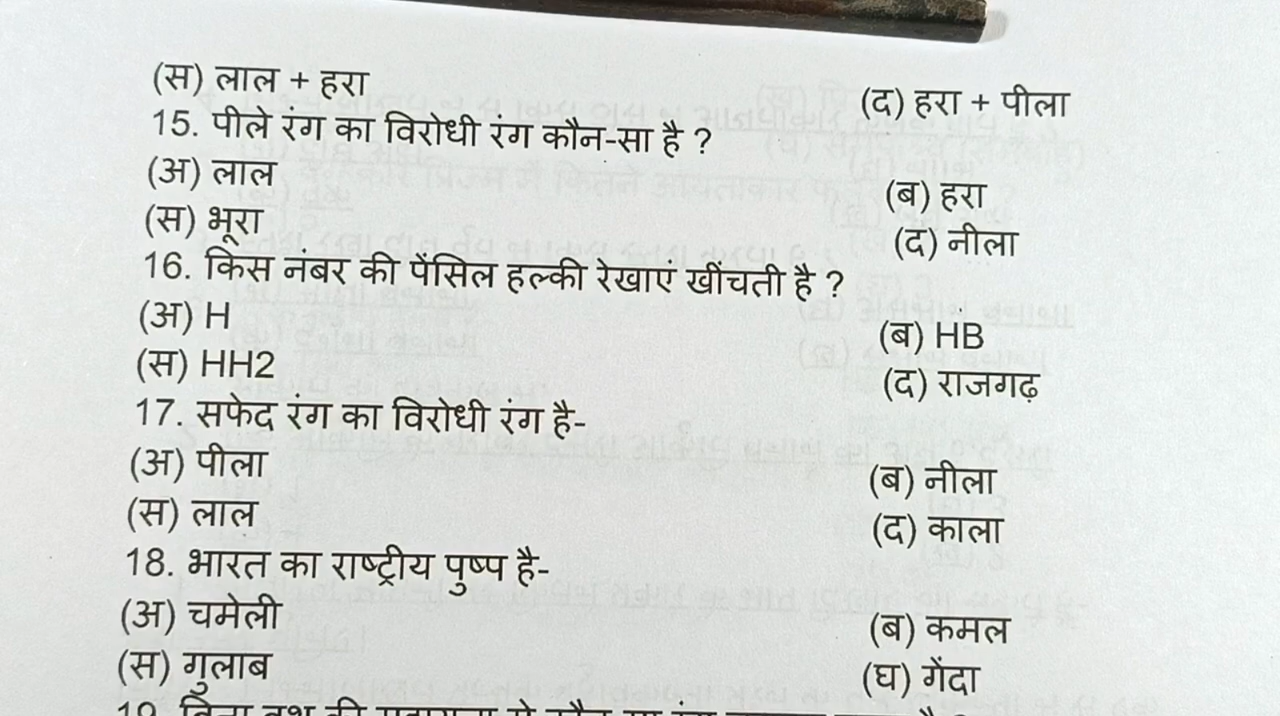 (स) लाल + हरा (द) हरा + पीला
15. पीले रंग का विरोधी रंग कौन-सा है ?
(अ) लाल (ब) हरा
(स) भूरा (द) नीला
16. किस नंबर की पेंसिल हल्की रेखाएं खींचती है ?
(अ) H (ब) HB
(स) HH2 (द) राजगढ़
17. सफेद रंग का विरोधी रंग है-
(अ) पीला (ब) नीला
(स) लाल (द) काला
18. भारत का राष्ट्रीय पुष्प है-
(अ) चमेली (ब) कमल
(स) गुलाब (घ) गेंदा